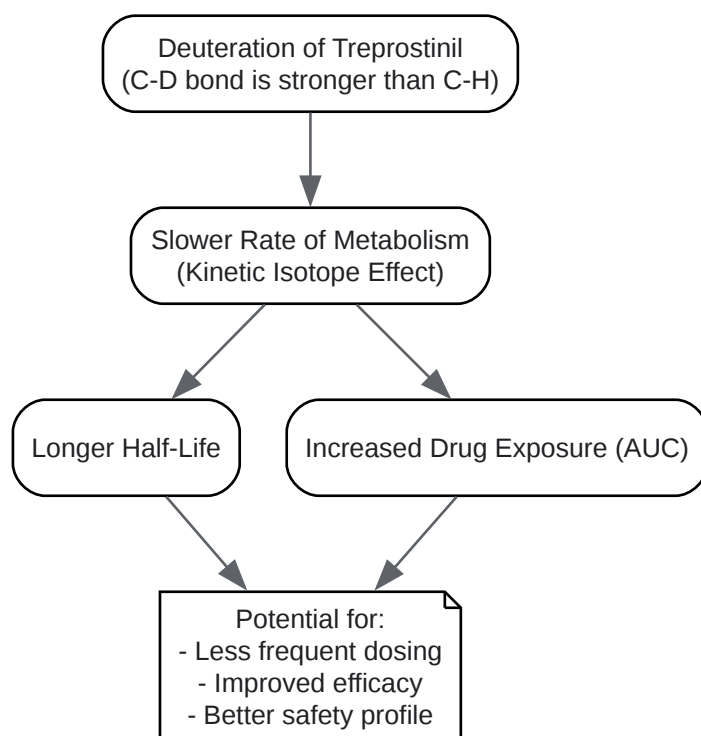 Deuteration of Treprostinil
(C-D bond is stronger than C-H)
Slower Rate of Metabolism
(Kinetic Isotope Effect)
Longer Half-Life
Increased Drug Exposure (AUC)
Potential for:
- Less frequent dosing
- Improved efficacy
- Better safety profile